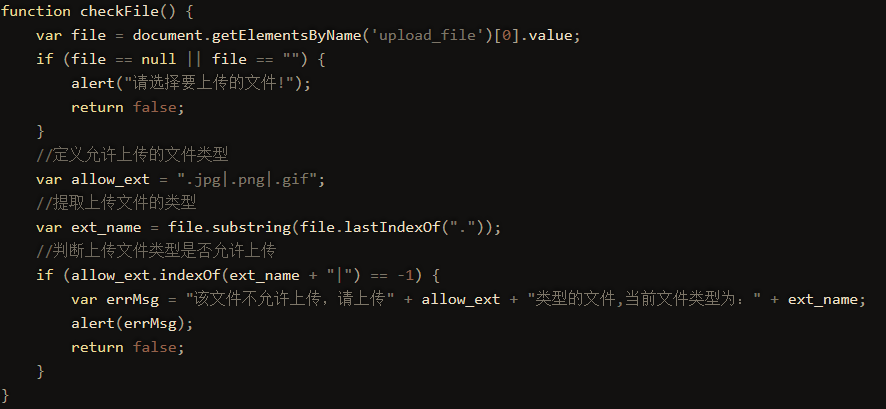 function checkFile() {
    var file = document.getElementsByName('upload_file')[0].value;
    if (file == null || file == "") {
        alert("请选择要上传的文件!");
        return false;
    }
    //定义允许上传的文件类型
    var allow_ext = ".jpg|.png|.gif";
    //提取上传文件的类型
    var ext_name = file.substring(file.lastIndexOf("."));
    //判断上传文件类型是否允许上传
    if (allow_ext.indexOf(ext_name + "|") == -1) {
        var errMsg = "该文件不允许上传，请上传" + allow_ext + "类型的文件,当前文件类型为：" + ext_name;
        alert(errMsg);
        return false;
    }
}